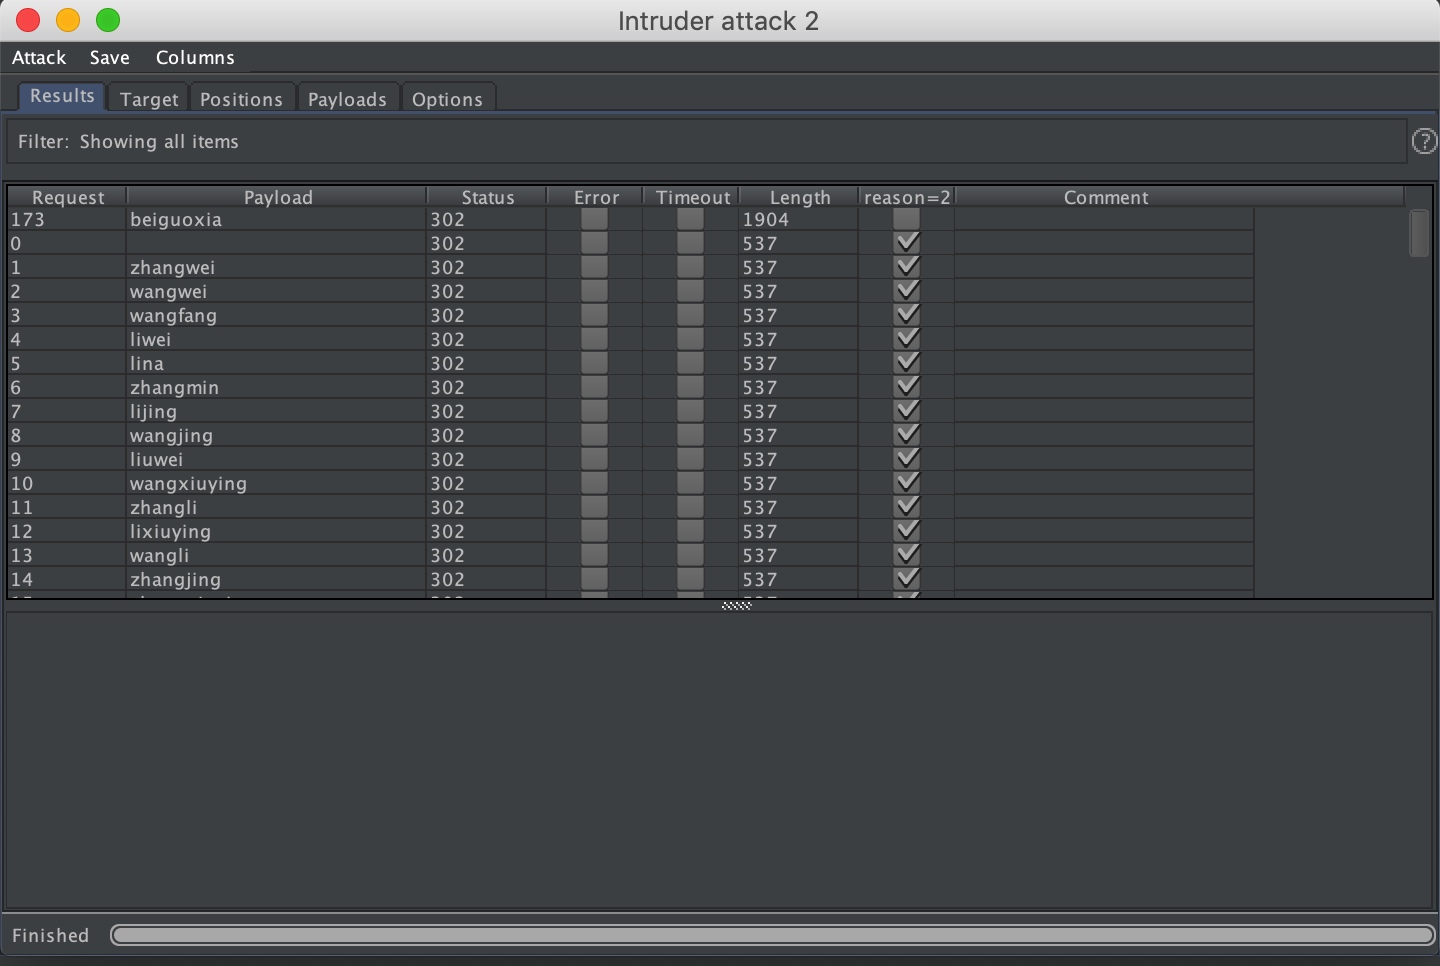 Intruder attack 2
Attack Save Columns
Results Target Positions Payloads Options
Filter: Showing all items ?
Request Payload Status Error Timeout Length reason=2 Comment
173 beiguoxia 302 1904
0 302 537
1 zhangwei 302 537
2 wangwei 302 537
3 wangfang 302 537
4 liwei 302 537
5 lina 302 537
6 zhangmin 302 537
7 lijing 302 537
8 wangjing 302 537
9 liuwei 302 537
10 wangxiuying 302 537
11 zhangli 302 537
12 lixiuying 302 537
13 wangli 302 537
14 zhangjing 302 537
Finished